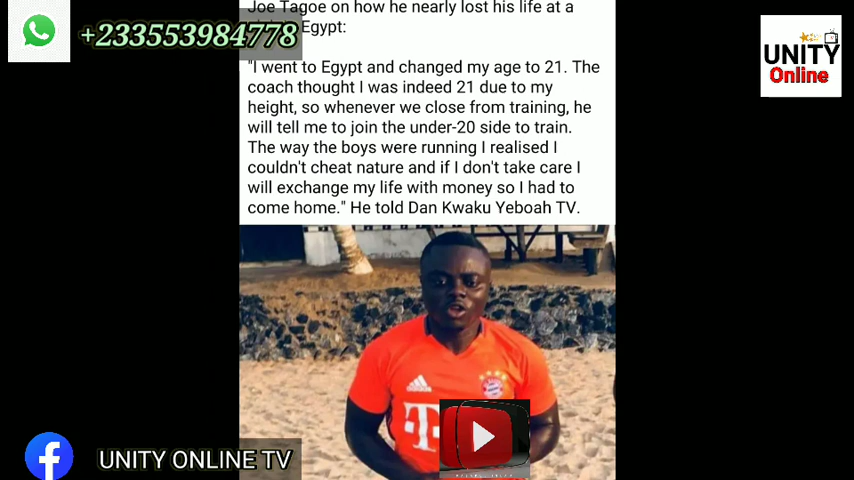 Joe Tagoe on how he nearly lost his life at a
+233553984778
Egypt:
UNITY
Online
"I went to Egypt and changed my age to 21. The
coach thought I was indeed 21 due to my
height, so whenever we close from training, he
will tell me to join the under-20 side to train.
The way the boys were running I realised I
couldn't cheat nature and if I don't take care I
will exchange my life with money so I had to
come home." He told Dan Kwaku Yeboah TV.
adidas
T
UNITY ONLINE TV